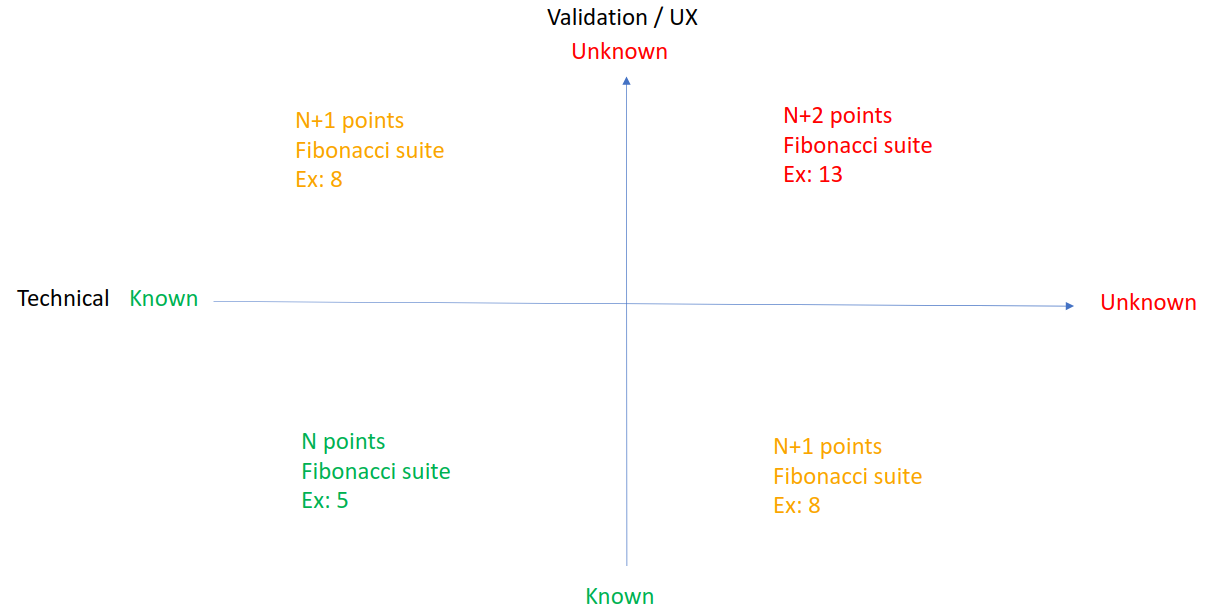 Validation / UX
Unknown
N+1 points
Fibonacci suite
Ex: 8
N+2 points
Fibonacci suite
Ex: 13
Technical Known
Unknown
N points
Fibonacci suite
Ex: 5
N+1 points
Fibonacci suite
Ex: 8
Known